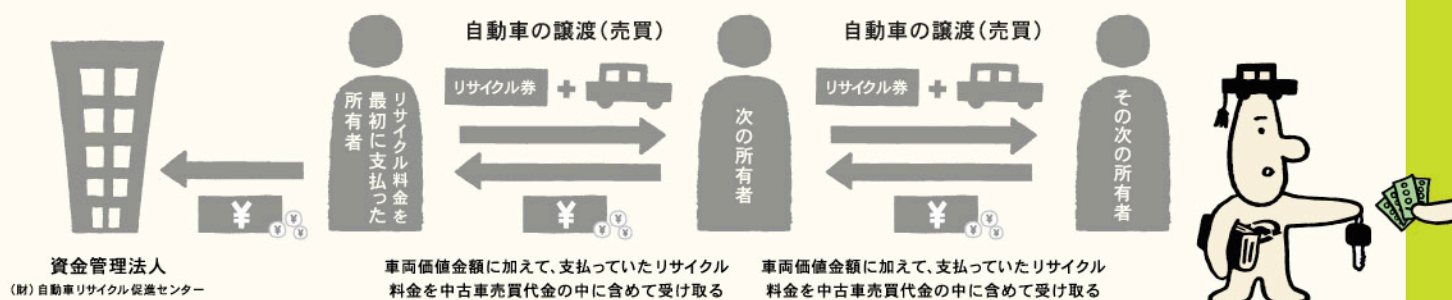 資金管理法人
（財）自動車リサイクル促進センター
¥
リサイクル料金を
最初に支払った
所有者
自動車の譲渡（売買）
リサイクル券
+
¥
車両価値金額に加えて、支払っていたリサイクル
料金を中古車売買代金の中に含めて受け取る
次の所有者
自動車の譲渡（売買）
リサイクル券
+
¥
車両価値金額に加えて、支払っていたリサイクル
料金を中古車売買代金の中に含めて受け取る
その次の所有者